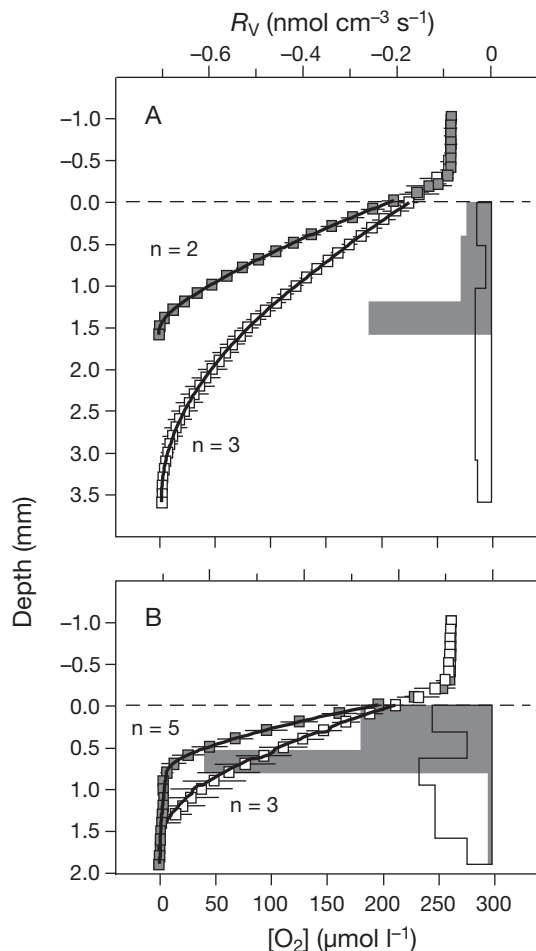 R_V (nmol cm⁻³ s⁻¹)
−0.6 −0.4 −0.2 0
A
−1.0
−0.5
0.0
0.5
n = 2
1.0
1.5
2.0
2.5
n = 3
3.0
3.5
Depth (mm)
B
−1.0
−0.5
0.0
n = 5
0.5
1.0
n = 3
1.5
2.0
0 50 100 150 200 250 300
[O₂] (µmol l⁻¹)